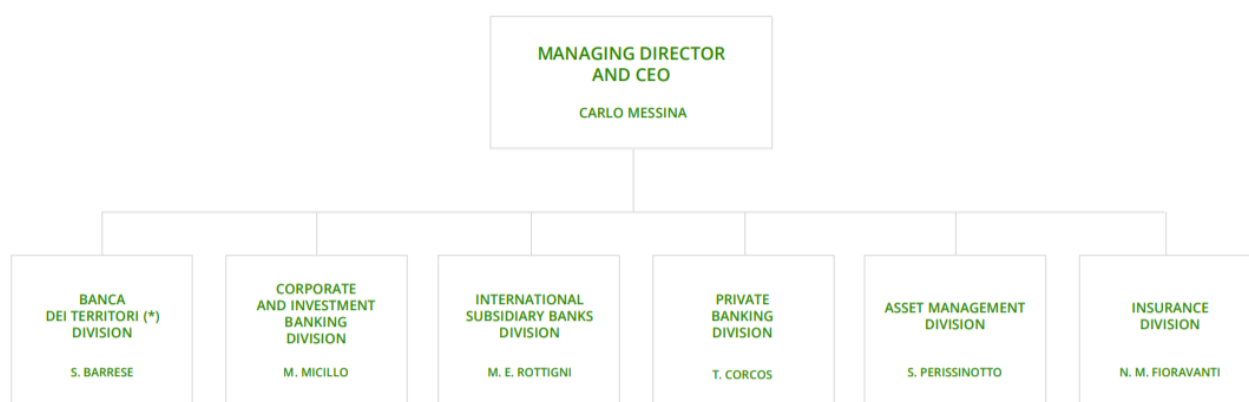 MANAGING DIRECTOR
AND CEO
CARLO MESSINA
BANCA
DEI TERRITORI (*)
DIVISION
S. BARRESE
CORPORATE
AND INVESTMENT
BANKING
DIVISION
M. MICILLO
INTERNATIONAL
SUBSIDIARY BANKS
DIVISION
M. E. ROTTIGNI
PRIVATE
BANKING
DIVISION
T. CORCOS
ASSET MANAGEMENT
DIVISION
S. PERISSINOTTO
INSURANCE
DIVISION
N. M. FIORAVANTI